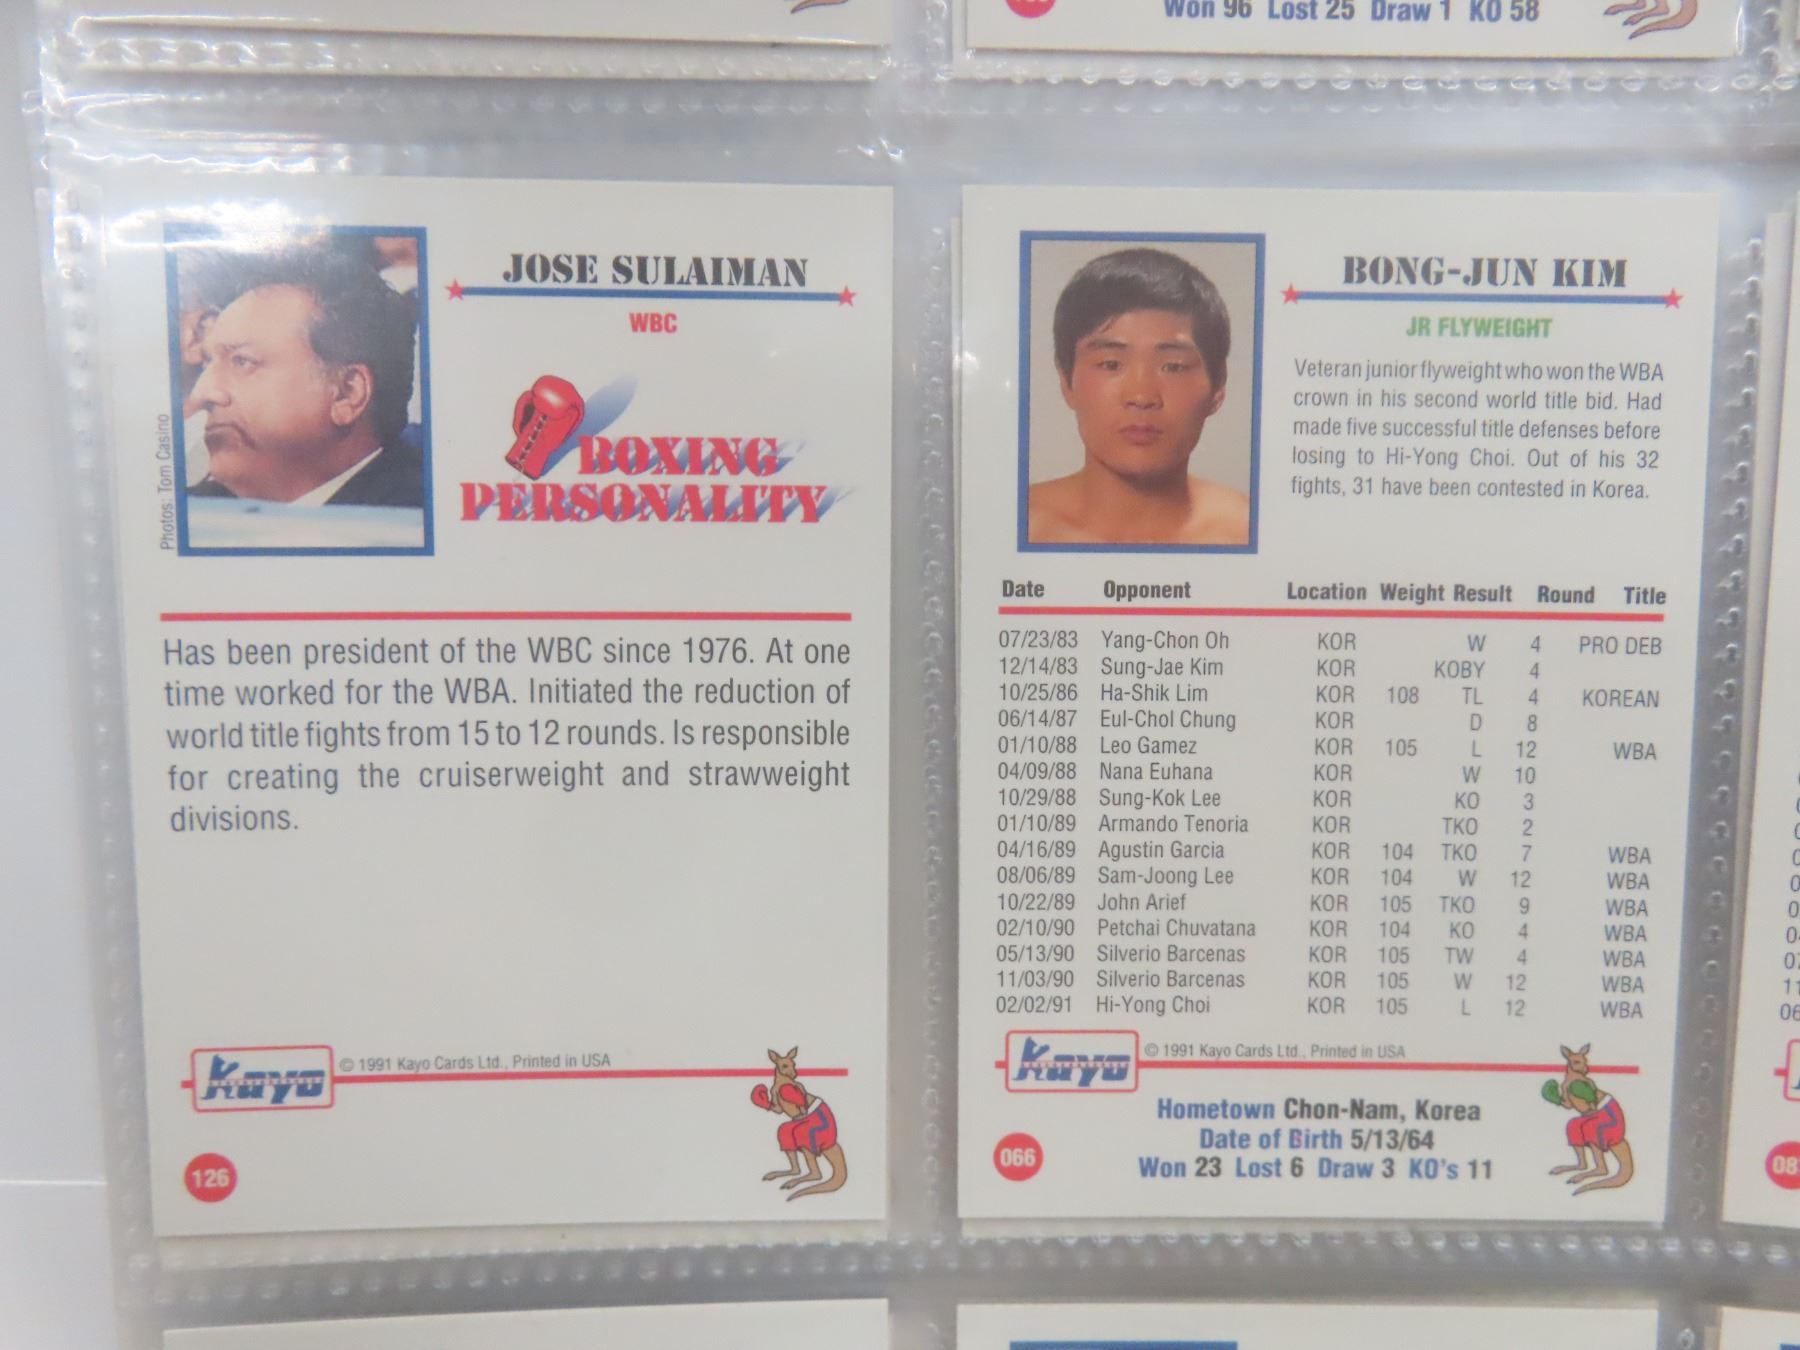 Won 96 Lost 25 Draw 1 KO 58
JOSE SULAIMAN
WBC
BOXING
PERSONALITY
Photos: Tom Casino
Has been president of the WBC since 1976. At one
time worked for the WBA. Initiated the reduction of
world title fights from 15 to 12 rounds. Is responsible
for creating the cruiserweight and strawweight
divisions.
Kayo © 1991 Kayo Cards Ltd., Printed in USA
126
BONG-JUN KIM
JR FLYWEIGHT
Veteran junior flyweight who won the WBA
crown in his second world title bid. Had
made five successful title defenses before
losing to Hi-Yong Choi. Out of his 32
fights, 31 have been contested in Korea.
Date Opponent Location Weight Result Round Title
07/23/83 Yang-Chon Oh KOR W 4 PRO DEB
12/14/83 Sung-Jae Kim KOR KOBY 4
10/25/86 Ha-Shik Lim KOR 108 TL 4 KOREAN
06/14/87 Eul-Chol Chung KOR D 8
01/10/88 Leo Gamez KOR 105 L 12 WBA
04/09/88 Nana Euhana KOR W 10
10/29/88 Sung-Kok Lee KOR KO 3
01/10/89 Armando Tenoria KOR TKO 2
04/16/89 Agustin Garcia KOR 104 TKO 7 WBA
08/06/89 Sam-Joong Lee KOR 104 W 12 WBA
10/22/89 John Arief KOR 105 TKO 9 WBA
02/10/90 Petchai Chuvatana KOR 104 KO 4 WBA
05/13/90 Silverio Barcenas KOR 105 TW 4 WBA
11/03/90 Silverio Barcenas KOR 105 W 12 WBA
02/02/91 Hi-Yong Choi KOR 105 L 12 WBA
Kayo © 1991 Kayo Cards Ltd., Printed in USA
Hometown Chon-Nam, Korea
Date of Birth 5/13/64
066 Won 23 Lost 6 Draw 3 KO's 11